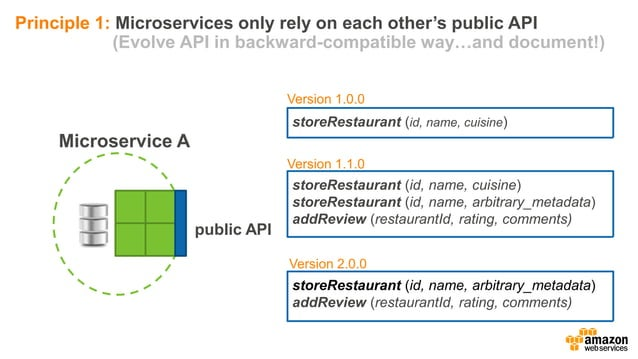 Principle 1: Microservices only rely on each other’s public API
(Evolve API in backward-compatible way…and document!)
Version 1.0.0
storeRestaurant (id, name, cuisine)
Microservice A
Version 1.1.0
storeRestaurant (id, name, cuisine)
storeRestaurant (id, name, arbitrary_metadata)
addReview (restaurantId, rating, comments)
public API
Version 2.0.0
storeRestaurant (id, name, arbitrary_metadata)
addReview (restaurantId, rating, comments)
amazon
web services